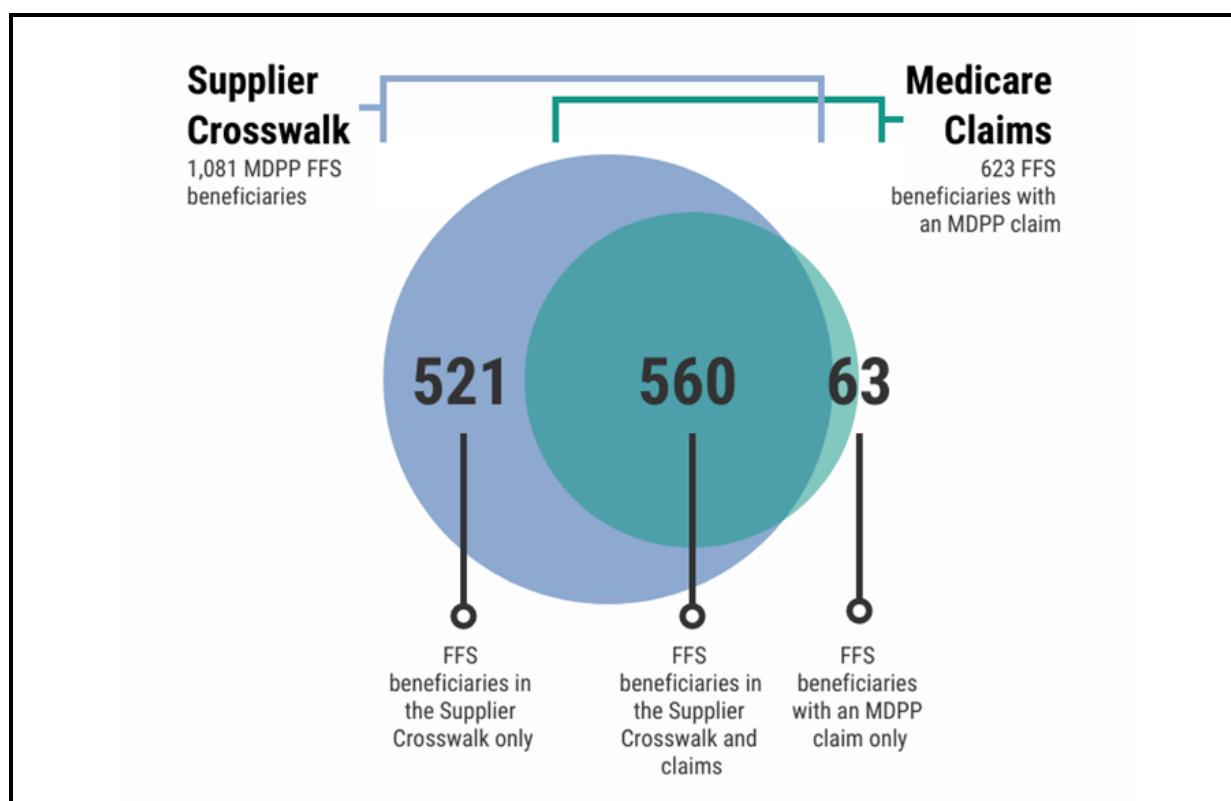 Supplier
Crosswalk
1,081 MDPP FFS
beneficiaries
Medicare
Claims
623 FFS
beneficiaries with
an MDPP claim
521
560
63
FFS
beneficiaries in
the Supplier
Crosswalk only
FFS
beneficiaries in
the Supplier
Crosswalk and
claims
FFS
beneficiaries
with an MDPP
claim only